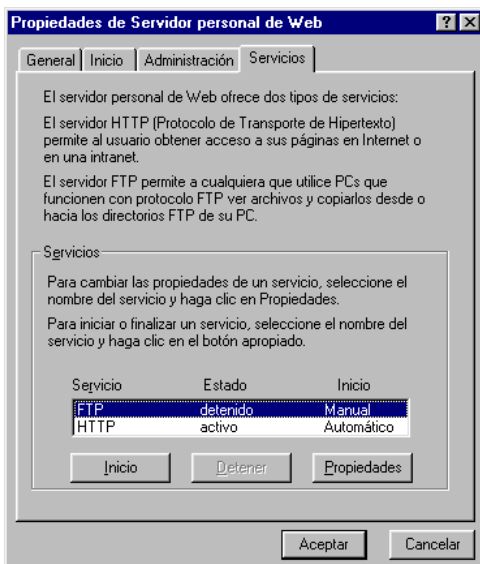 Propiedades de Servidor personal de Web
General Inicio Administración Servicios
El servidor personal de Web ofrece dos tipos de servicios:
El servidor HTTP (Protocolo de Transporte de Hipertexto)
permite al usuario obtener acceso a sus páginas en Internet o
en una intranet.
El servidor FTP permite a cualquiera que utilice PCs que
funcionen con protocolo FTP ver archivos y copiarlos desde o
hacia los directorios FTP de su PC.
Servicios
Para cambiar las propiedades de un servicio, seleccione el
nombre del servicio y haga clic en Propiedades.
Para iniciar o finalizar un servicio, seleccione el nombre del
servicio y haga clic en el botón apropiado.
Servicio Estado Inicio
FTP detenido Manual
HTTP activo Automático
Inicio Detener Propiedades
Aceptar Cancelar